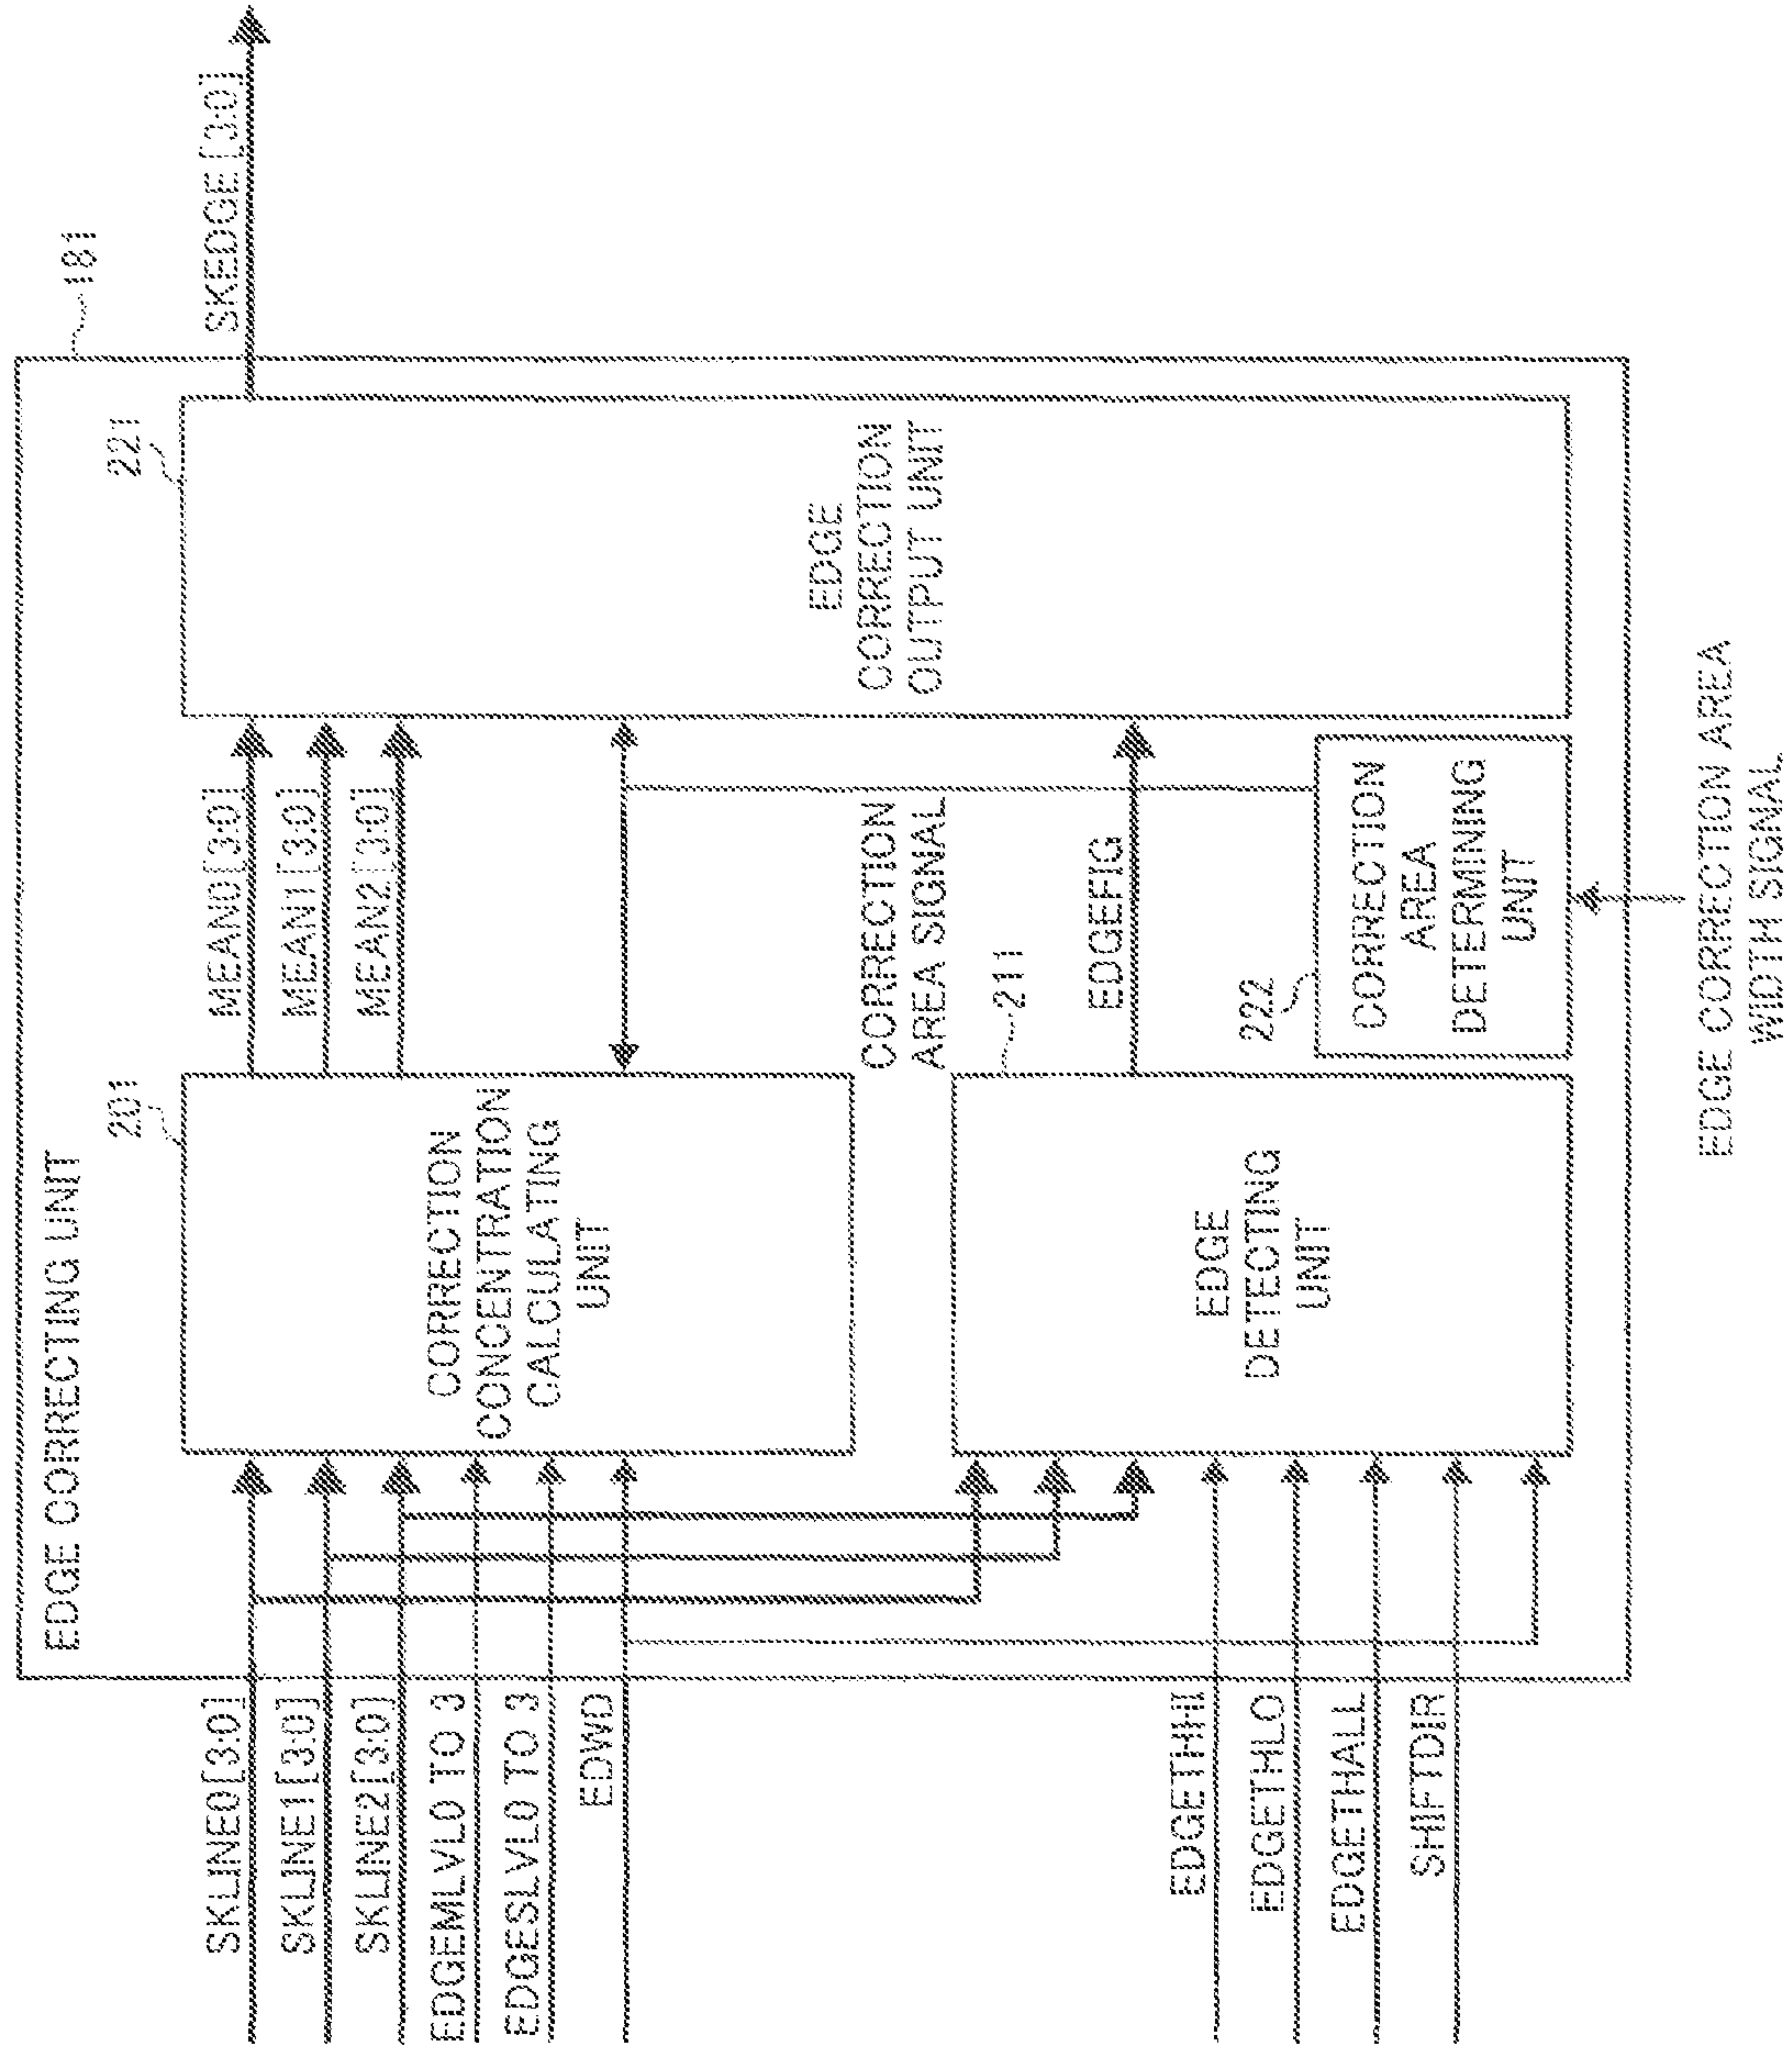 EDGE CORRECTING UNIT
181
SKLINE0[3:0]
SKLINE1[3:0]
SKLINE2[3:0]
EDGEMLVL0 TO 3
EDGESLVL0 TO 3
EDWD
EDGETHHI
EDGETHLO
EDGETHALL
SHIFTDIR
201
CORRECTION
CONCENTRATION
CALCULATING
UNIT
EDGE
DETECTING
UNIT
211
MEAN0[3:0]
MEAN1[3:0]
MEAN2[3:0]
CORRECTION
AREA SIGNAL
EDGEFIG
222
CORRECTION
AREA
DETERMINING
UNIT
EDGE CORRECTION AREA
WIDTH SIGNAL
221
EDGE
CORRECTION
OUTPUT UNIT
SKEDGE[3:0]